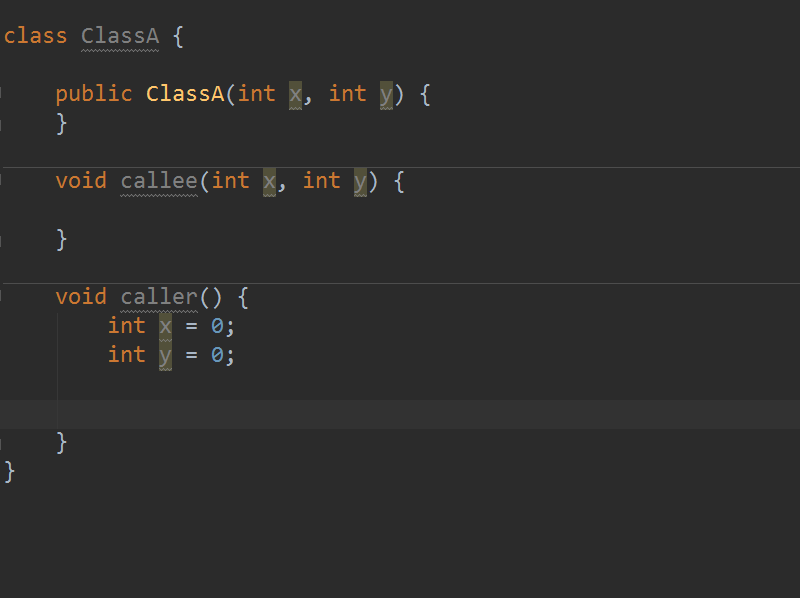 class ClassA {
public ClassA(int x, int y) {
}
void callee(int x, int y) {
}
void caller() {
int x = 0;
int y = 0;
}
}